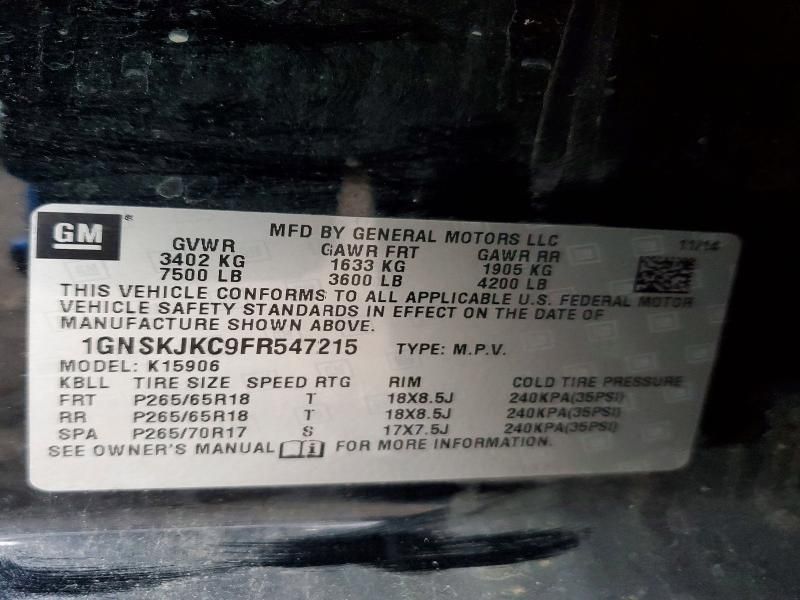 GM
MFD BY GENERAL MOTORS LLC
11/14
GVWR GAWR FRT GAWR RR
3402 KG 1633 KG 1905 KG
7500 LB 3600 LB 4200 LB
THIS VEHICLE CONFORMS TO ALL APPLICABLE U.S. FEDERAL MOTOR
VEHICLE SAFETY STANDARDS IN EFFECT ON THE DATE OF
MANUFACTURE SHOWN ABOVE.
1GNSKJKC9FR547215 TYPE: M.P.V.
MODEL: K15906
KBLL TIRE SIZE SPEED RTG RIM COLD TIRE PRESSURE
FRT P265/65R18 T 18X8.5J 240KPA(35PSI)
RR P265/65R18 T 18X8.5J 240KPA(35PSI)
SPA P265/70R17 S 17X7.5J 240KPA(35PSI)
SEE OWNER'S MANUAL i FOR MORE INFORMATION.